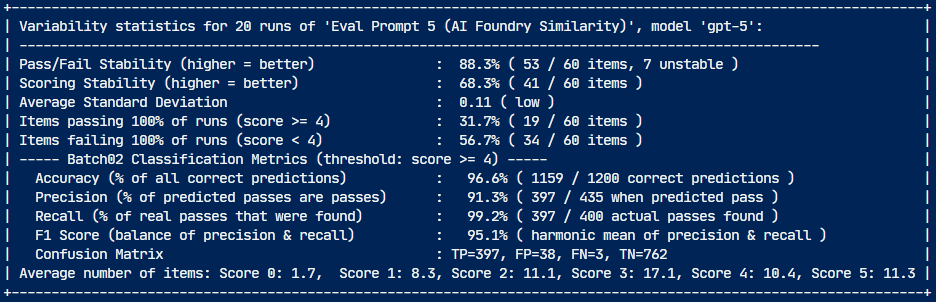 Variability statistics for 20 runs of 'Eval Prompt 5 (AI Foundry Similarity)', model 'gpt-5':
Pass/Fail Stability (higher = better) : 88.3% ( 53 / 60 items, 7 unstable )
Scoring Stability (higher = better) : 68.3% ( 41 / 60 items )
Average Standard Deviation : 0.11 ( low )
Items passing 100% of runs (score >= 4) : 31.7% ( 19 / 60 items )
Items failing 100% of runs (score < 4) : 56.7% ( 34 / 60 items )
----- Batch02 Classification Metrics (threshold: score >= 4) -----
Accuracy (% of all correct predictions) : 96.6% ( 1159 / 1200 correct predictions )
Precision (% of predicted passes are passes) : 91.3% ( 397 / 435 when predicted pass )
Recall (% of real passes that were found) : 99.2% ( 397 / 400 actual passes found )
F1 Score (balance of precision & recall) : 95.1% ( harmonic mean of precision & recall )
Confusion Matrix : TP=397, FP=38, FN=3, TN=762
Average number of items: Score 0: 1.7, Score 1: 8.3, Score 2: 11.1, Score 3: 17.1, Score 4: 10.4, Score 5: 11.3